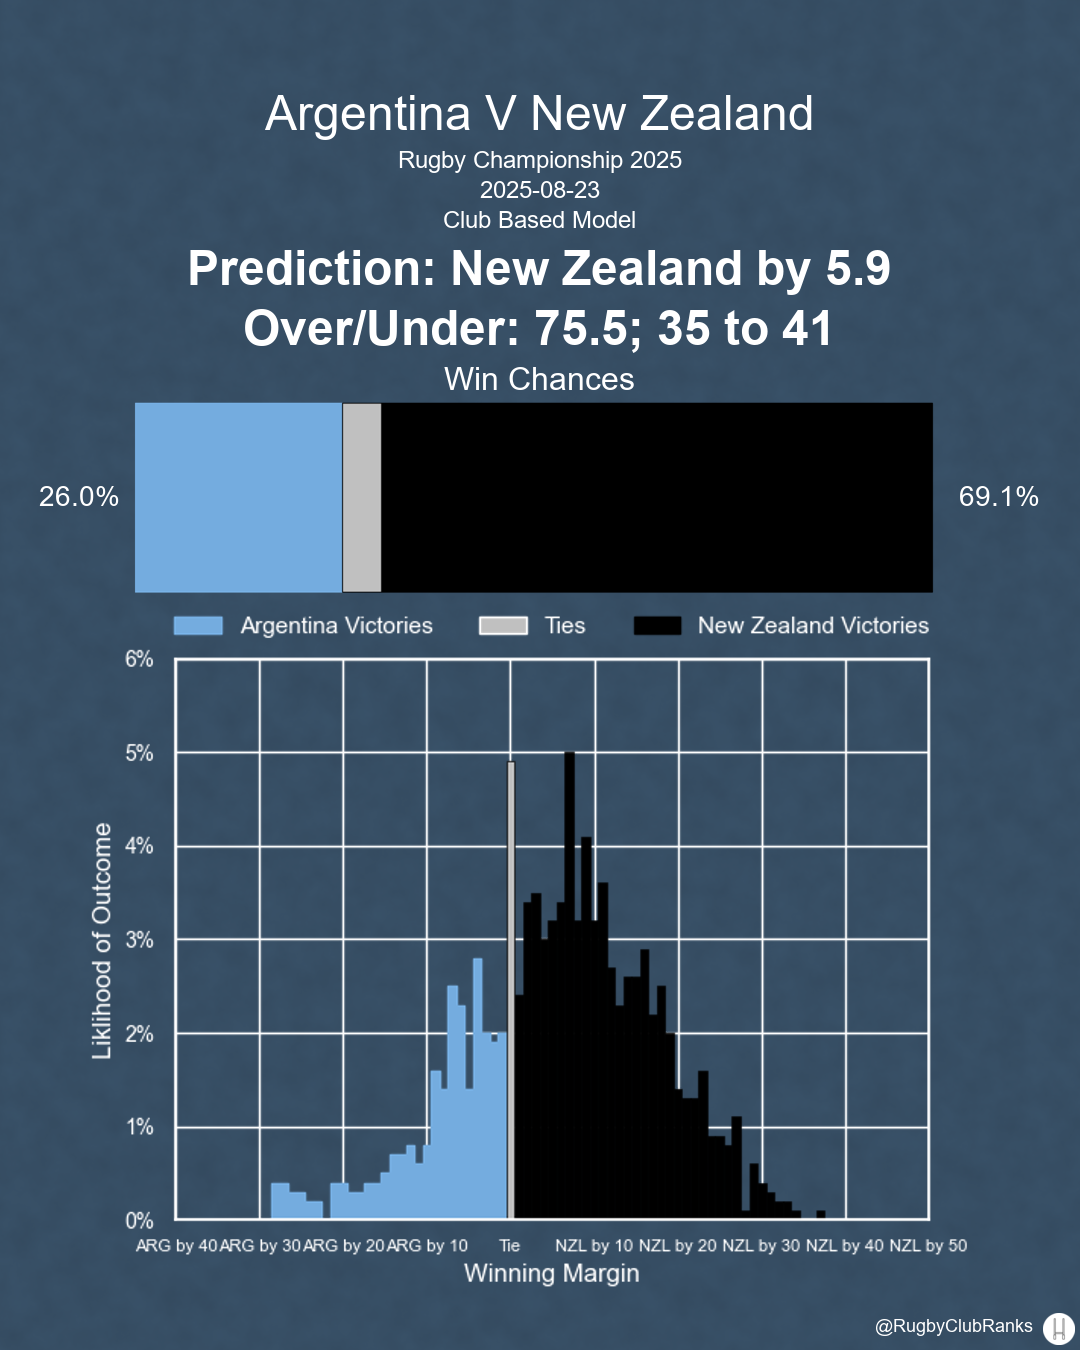 Argentina V New Zealand
Rugby Championship 2025
2025-08-23
Club Based Model
Prediction: New Zealand by 5.9
Over/Under: 75.5; 35 to 41
Win Chances
26.0%
69.1%
Argentina Victories
Ties
New Zealand Victories
6%
5%
4%
3%
2%
1%
0%
Liklihood of Outcome
ARG by 40 ARG by 30 ARG by 20 ARG by 10 Tie NZL by 10 NZL by 20 NZL by 30 NZL by 40 NZL by 50
Winning Margin
@RugbyClubRanks